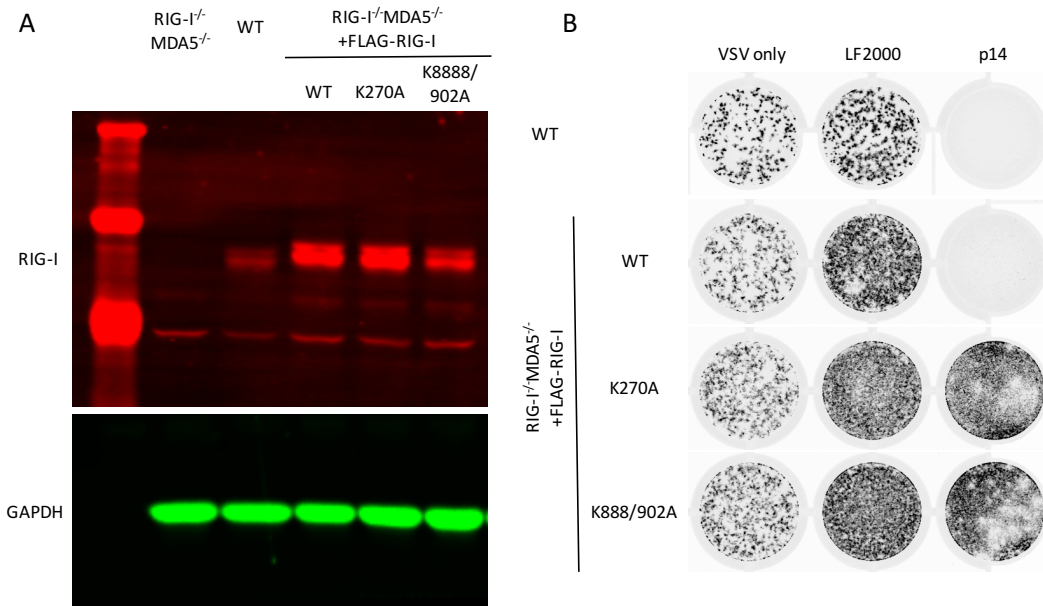 A
RIG-I-/-
MDA5-/-
WT
RIG-I-/-MDA5-/-
+FLAG-RIG-I
WT
K270A
K8888/
902A
RIG-I
GAPDH
B
VSV only
LF2000
p14
WT
WT
K270A
K888/902A
RIG-I-/-MDA5-/-
+FLAG-RIG-I